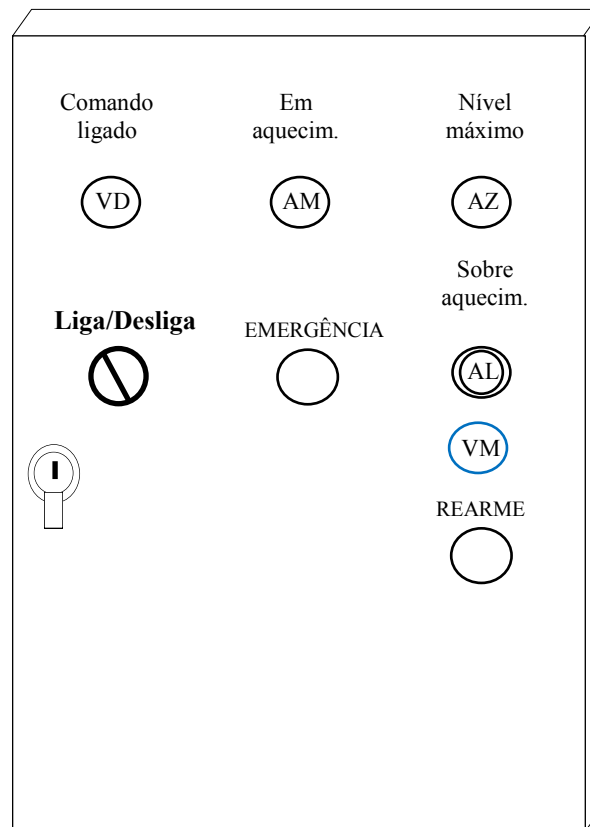 Comando
ligado
Em
aquecim.
Nível
máximo
VD
AM
AZ
Sobre
aquecim.
Liga/Desliga
EMERGÊNCIA
AL
VM
REARME